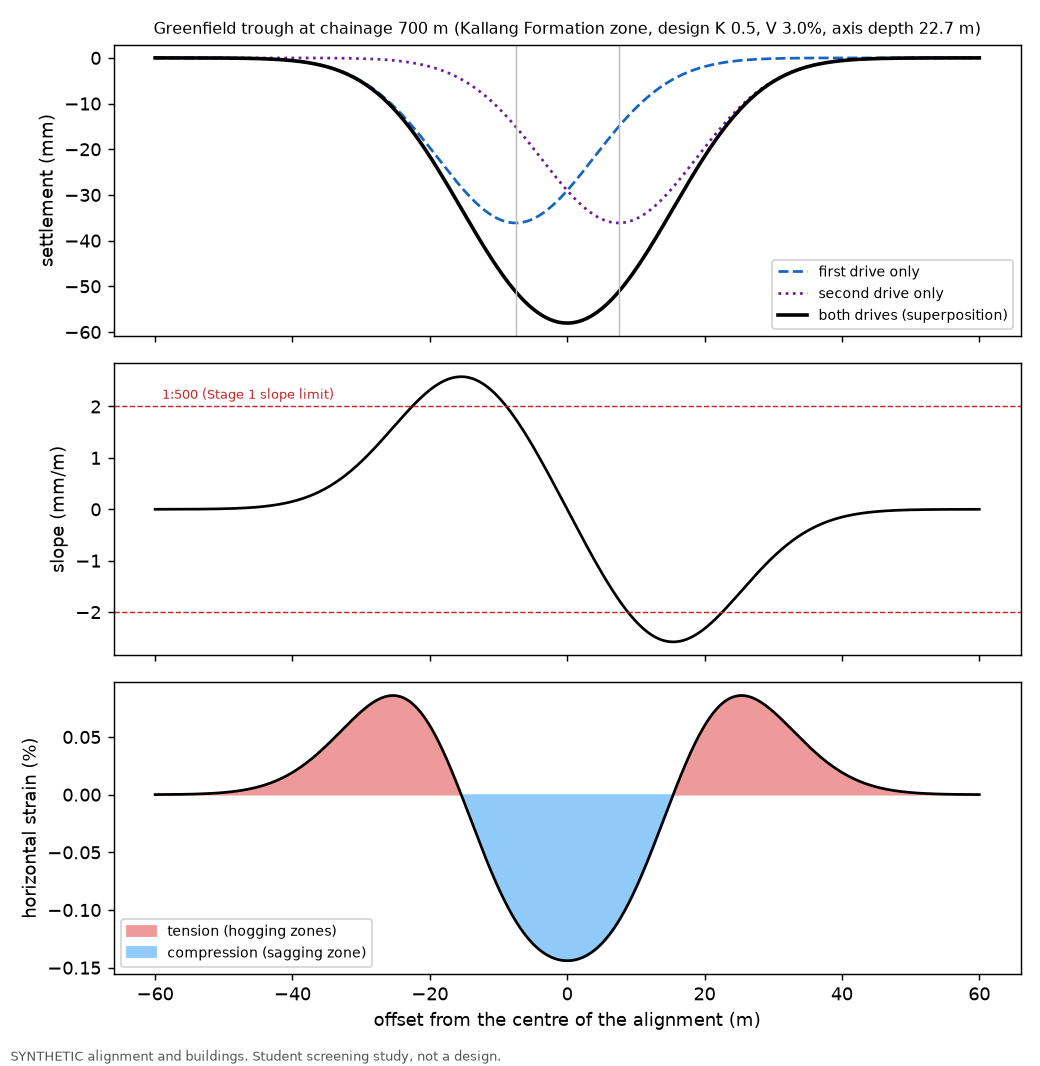 Greenfield trough at chainage 700 m (Kallang Formation zone, design K 0.5, V 3.0%, axis depth 22.7 m)
0
−10
−20
−30
−40
−50
−60
settlement (mm)
first drive only
second drive only
both drives (superposition)
2
1
0
−1
−2
slope (mm/m)
1:500 (Stage 1 slope limit)
0.05
0.00
−0.05
−0.10
−0.15
horizontal strain (%)
tension (hogging zones)
compression (sagging zone)
−60 −40 −20 0 20 40 60
offset from the centre of the alignment (m)
SYNTHETIC alignment and buildings. Student screening study, not a design.